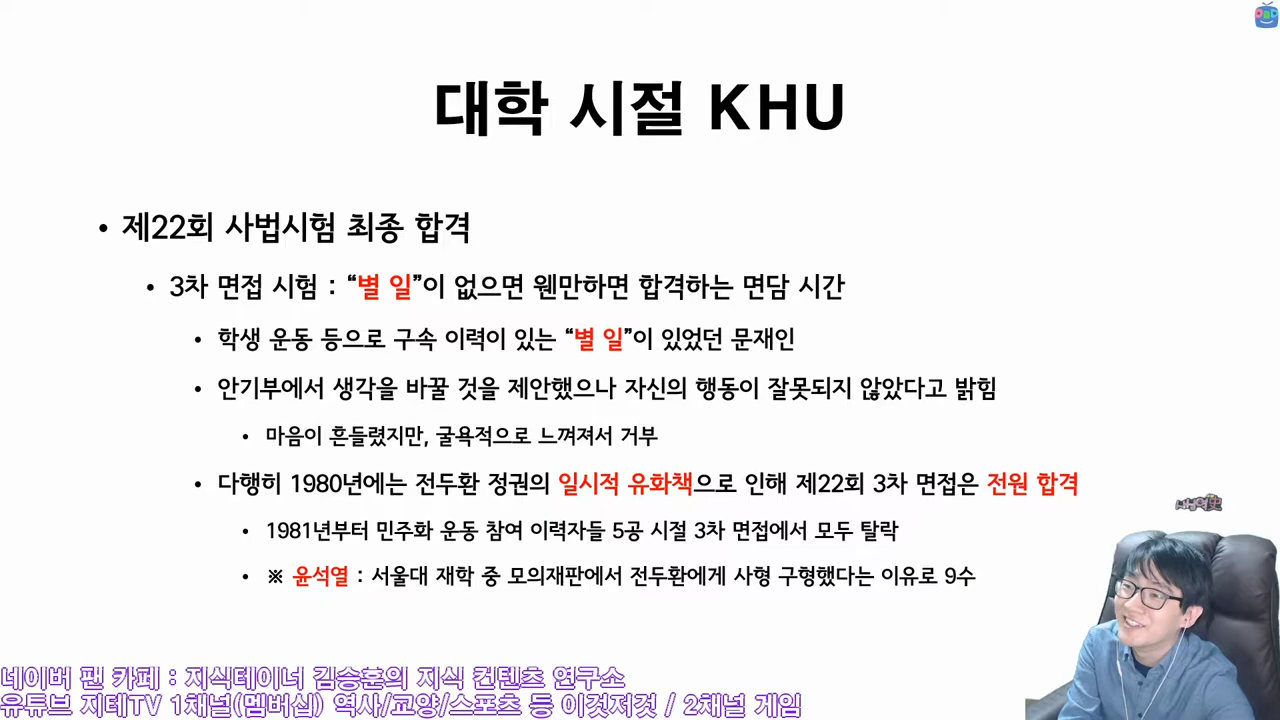 대학 시절 KHU
• 제22회 사법시험 최종 합격
• 3차 면접 시험 : “별 일”이 없으면 웬만하면 합격하는 면담 시간
• 학생 운동 등으로 구속 이력이 있는 “별 일”이 있었던 문재인
• 안기부에서 생각을 바꿀 것을 제안했으나 자신의 행동이 잘못되지 않았다고 밝힘
• 마음이 흔들렸지만, 굴욕적으로 느껴져서 거부
• 다행히 1980년에는 전두환 정권의 일시적 유화책으로 인해 제22회 3차 면접은 전원 합격
• 1981년부터 민주화 운동 참여 이력자들 5공 시절 3차 면접에서 모두 탈락
• ※ 윤석열 : 서울대 재학 중 모의재판에서 전두환에게 사형 구형했다는 이유로 9수
네이버 팬 카페 : 지식테이너 김승훈의 지식 컨텐츠 연구소
유튜브 지테TV 1채널(멤버십) 역사/교양/스포츠 등 이것저것 / 2채널 게임